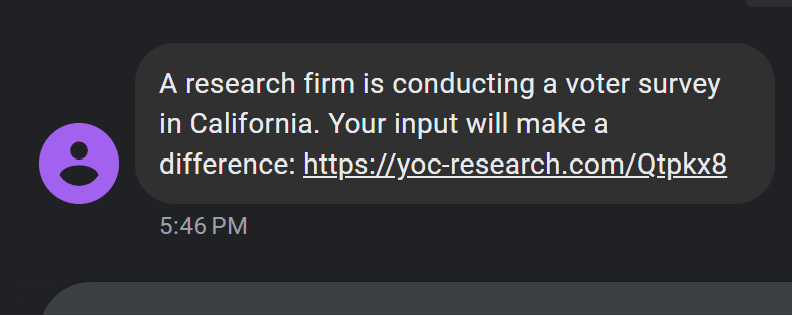 A research firm is conducting a voter survey
in California. Your input will make a
difference: https://yoc-research.com/Qtpkx8
5:46 PM